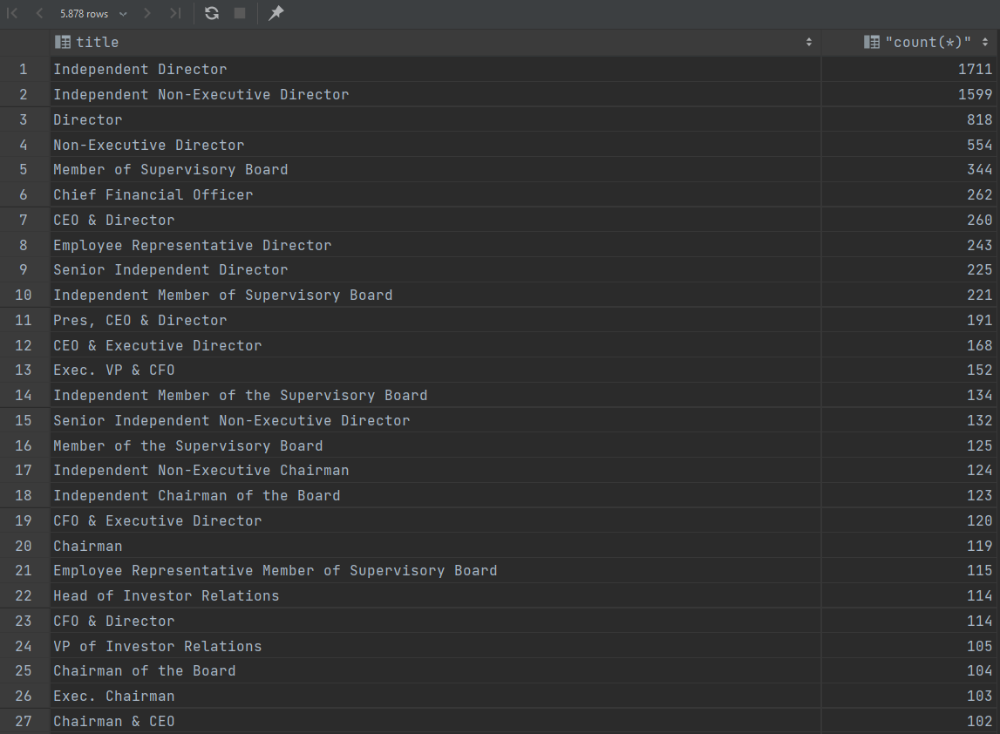 5.878 rows
title "count(*)"
1 Independent Director 1711
2 Independent Non-Executive Director 1599
3 Director 818
4 Non-Executive Director 554
5 Member of Supervisory Board 344
6 Chief Financial Officer 262
7 CEO & Director 260
8 Employee Representative Director 243
9 Senior Independent Director 225
10 Independent Member of Supervisory Board 221
11 Pres, CEO & Director 191
12 CEO & Executive Director 168
13 Exec. VP & CFO 152
14 Independent Member of the Supervisory Board 134
15 Senior Independent Non-Executive Director 132
16 Member of the Supervisory Board 125
17 Independent Non-Executive Chairman 124
18 Independent Chairman of the Board 123
19 CFO & Executive Director 120
20 Chairman 119
21 Employee Representative Member of Supervisory Board 115
22 Head of Investor Relations 114
23 CFO & Director 114
24 VP of Investor Relations 105
25 Chairman of the Board 104
26 Exec. Chairman 103
27 Chairman & CEO 102